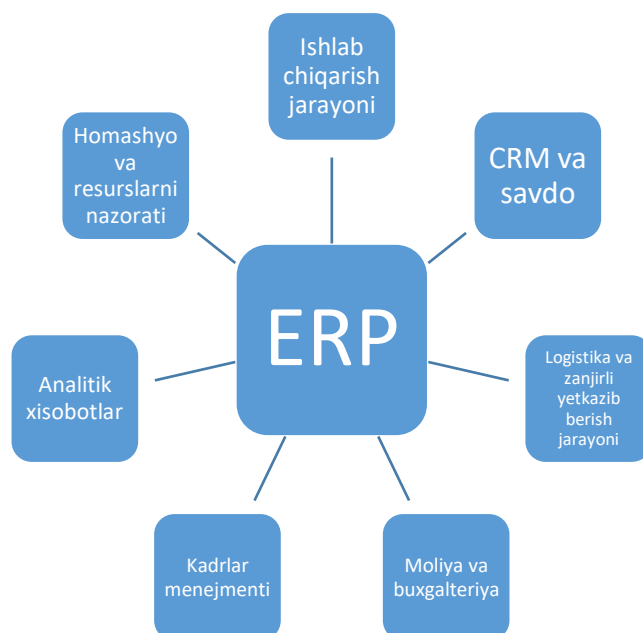 Ishlab
chiqarish
jarayoni
Homashyo
va
resurslarni
nazorati
CRM va
savdo
ERP
Analitik
xisobotlar
Logistika va
zanjirli
yetkazib
berish
jarayoni
Kadrlar
menejmenti
Moliya va
buxgalteriya